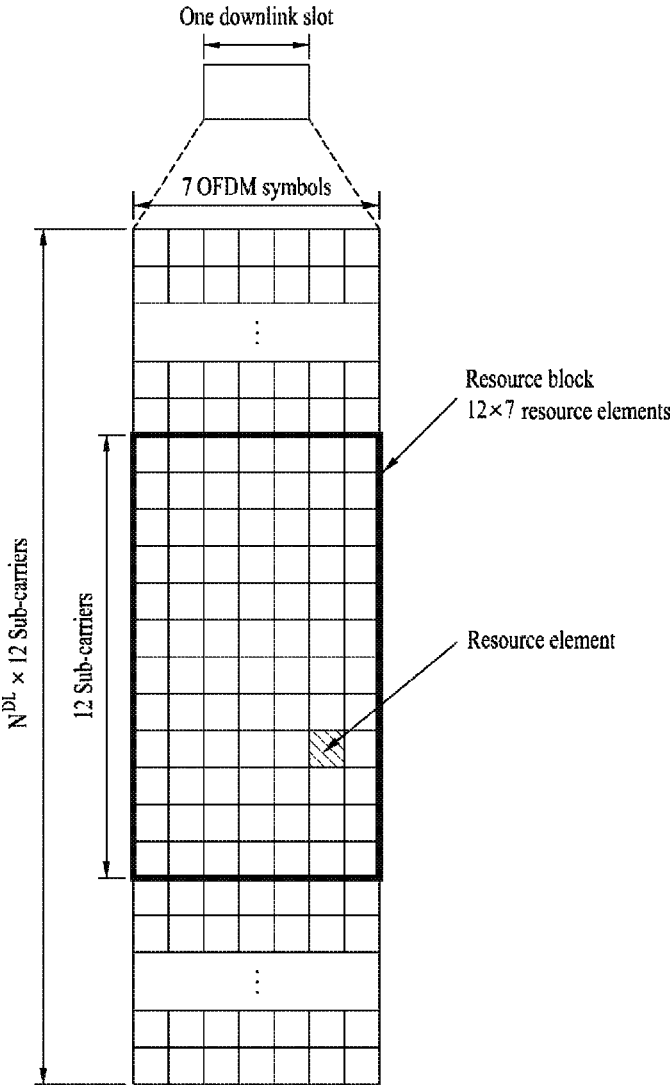 One downlink slot
7 OFDM symbols
⋮
Resource block
12×7 resource elements
N^DL × 12 Sub-carriers
12 Sub-carriers
Resource element
⋮